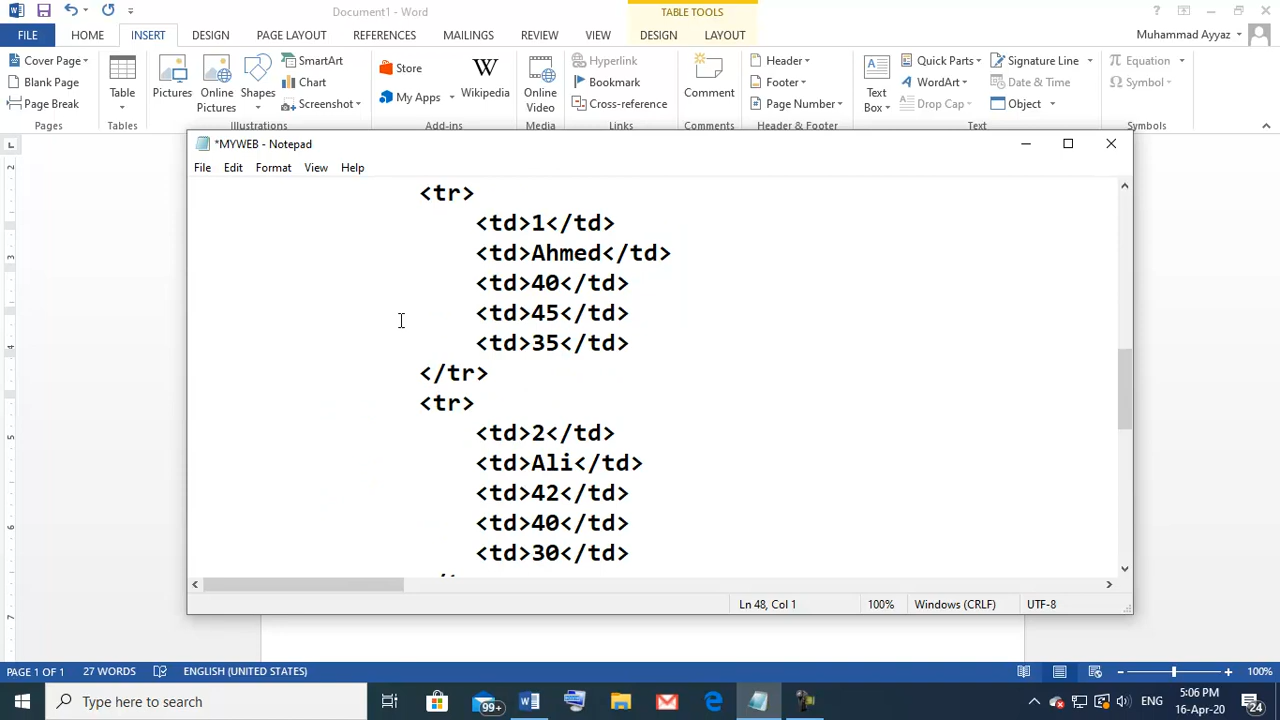 Document1 - Word
TABLE TOOLS
?
FILE
HOME
INSERT
DESIGN
PAGE LAYOUT
REFERENCES
MAILINGS
REVIEW
VIEW
DESIGN
LAYOUT
Muhammad Ayyaz
Cover Page
Blank Page
Page Break
Pages
Table
Tables
Pictures
Online Pictures
Shapes
SmartArt
Chart
Screenshot
Illustrations
Store
My Apps
Wikipedia
Add-ins
Online Video
Media
Hyperlink
Bookmark
Cross-reference
Links
Comment
Comments
Header
Footer
Page Number
Header & Footer
Text Box
Quick Parts
WordArt
Drop Cap
Signature Line
Date & Time
Object
Text
Equation
Symbol
Symbols
*MYWEB - Notepad
File Edit Format View Help
<tr>
<td>1</td>
<td>Ahmed</td>
<td>40</td>
<td>45</td>
<td>35</td>
</tr>
<tr>
<td>2</td>
<td>Ali</td>
<td>42</td>
<td>40</td>
<td>30</td>
Ln 48, Col 1
100%
Windows (CRLF)
UTF-8
2
3
4
5
6
7
PAGE 1 OF 1
27 WORDS
ENGLISH (UNITED STATES)
100%
Type here to search
99+
ENG
5:06 PM
16-Apr-20
24